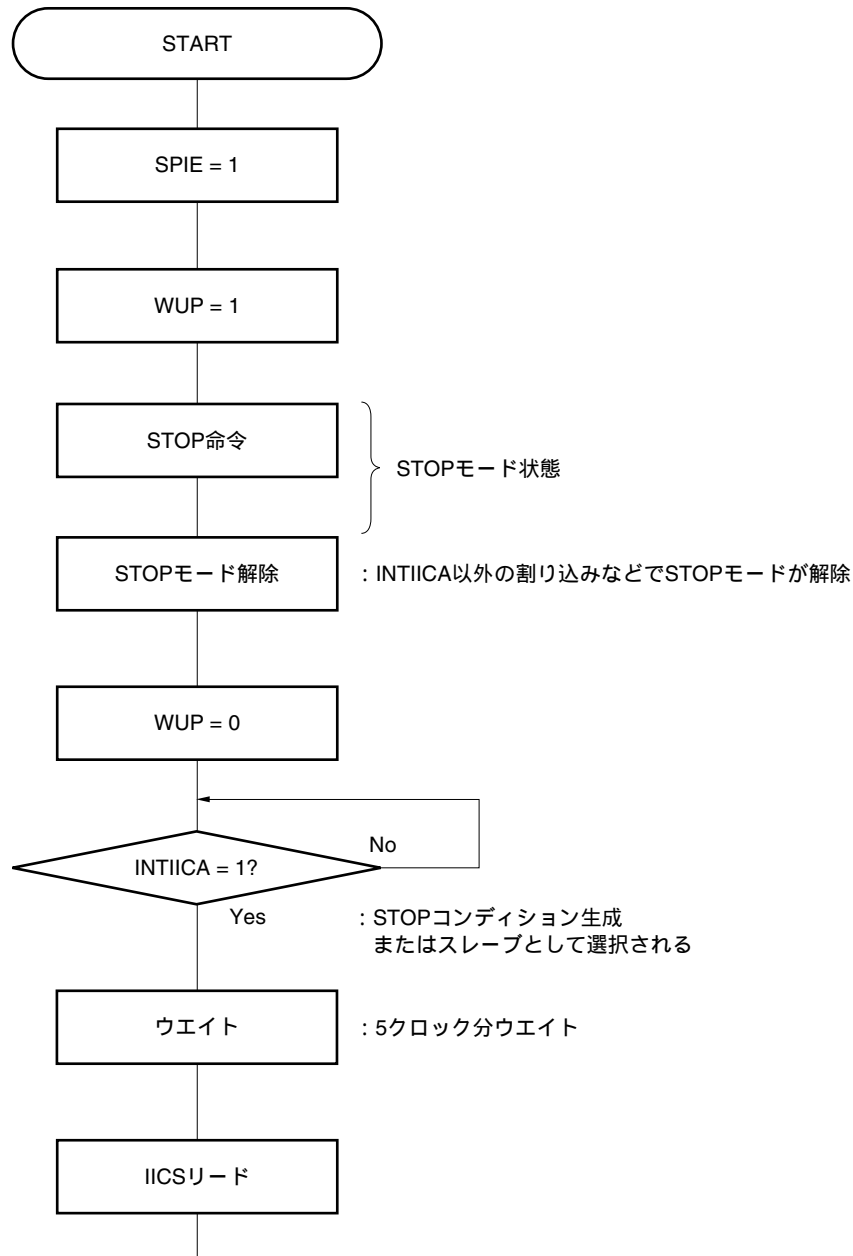 START
SPIE = 1
WUP = 1
STOP命令
STOPモード状態
STOPモード解除
：INTIICA以外の割り込みなどでSTOPモードが解除
WUP = 0
No
INTIICA = 1?
Yes
：STOPコンディション生成
またはスレーブとして選択される
ウエイト
：5クロック分ウエイト
IICSリード